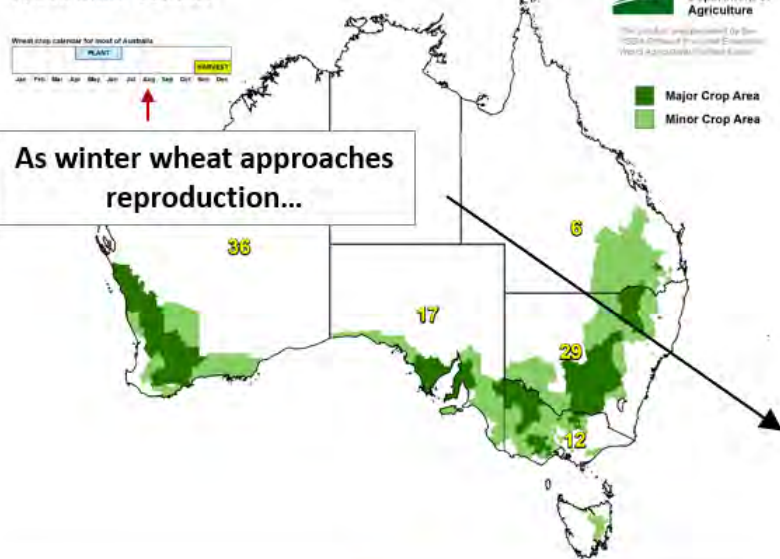 Agriculture
Wheat crop calendar for most of Australia
PLANT
HARVEST
Jan Feb Mar Apr May Jun Jul Aug Sep Oct Nov Dec
Major Crop Area
Minor Crop Area
As winter wheat approaches
reproduction...
36
6
17
29
12